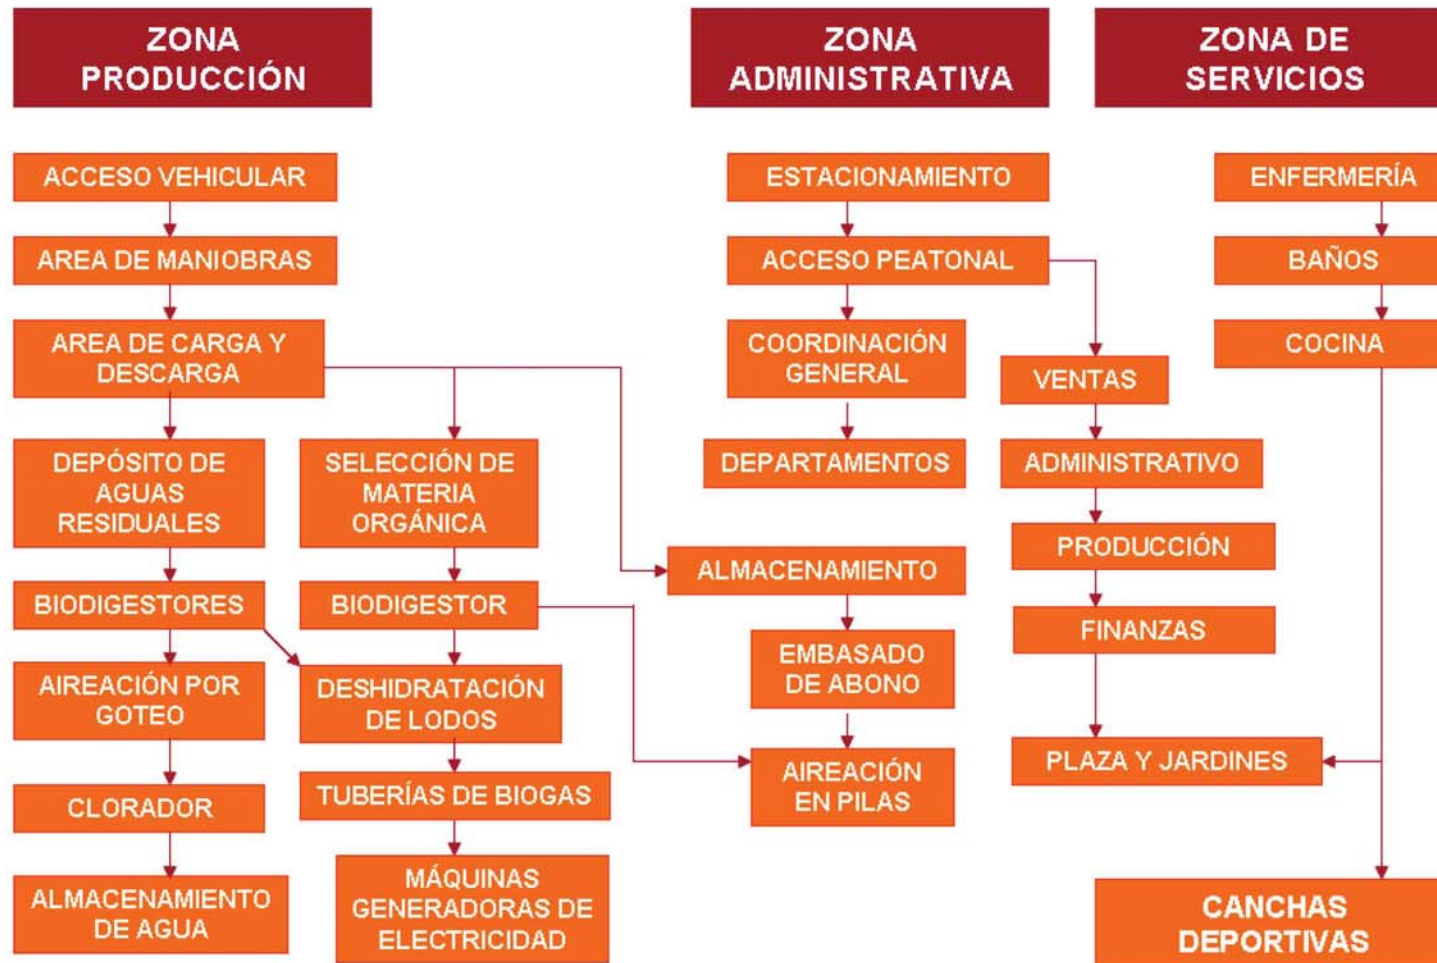 ZONA
PRODUCCIÓN
ZONA
ADMINISTRATIVA
ZONA DE
SERVICIOS
ACCESO VEHICULAR
AREA DE MANIOBRAS
AREA DE CARGA Y
DESCARGA
DEPÓSITO DE
AGUAS
RESIDUALES
BIODIGESTORES
AIREACIÓN POR
GOTEO
CLORADOR
ALMACENAMIENTO
DE AGUA
SELECCIÓN DE
MATERIA
ORGÁNICA
BIODIGESTOR
DESHIDRATACIÓN
DE LODOS
TUBERÍAS DE BIOGAS
MÁQUINAS
GENERADORAS DE
ELECTRICIDAD
ESTACIONAMIENTO
ACCESO PEATONAL
COORDINACIÓN
GENERAL
DEPARTAMENTOS
ALMACENAMIENTO
EMBASADO
DE ABONO
AIREACIÓN
EN PILAS
VENTAS
ADMINISTRATIVO
PRODUCCIÓN
FINANZAS
PLAZA Y JARDINES
ENFERMERÍA
BAÑOS
COCINA
CANCHAS
DEPORTIVAS